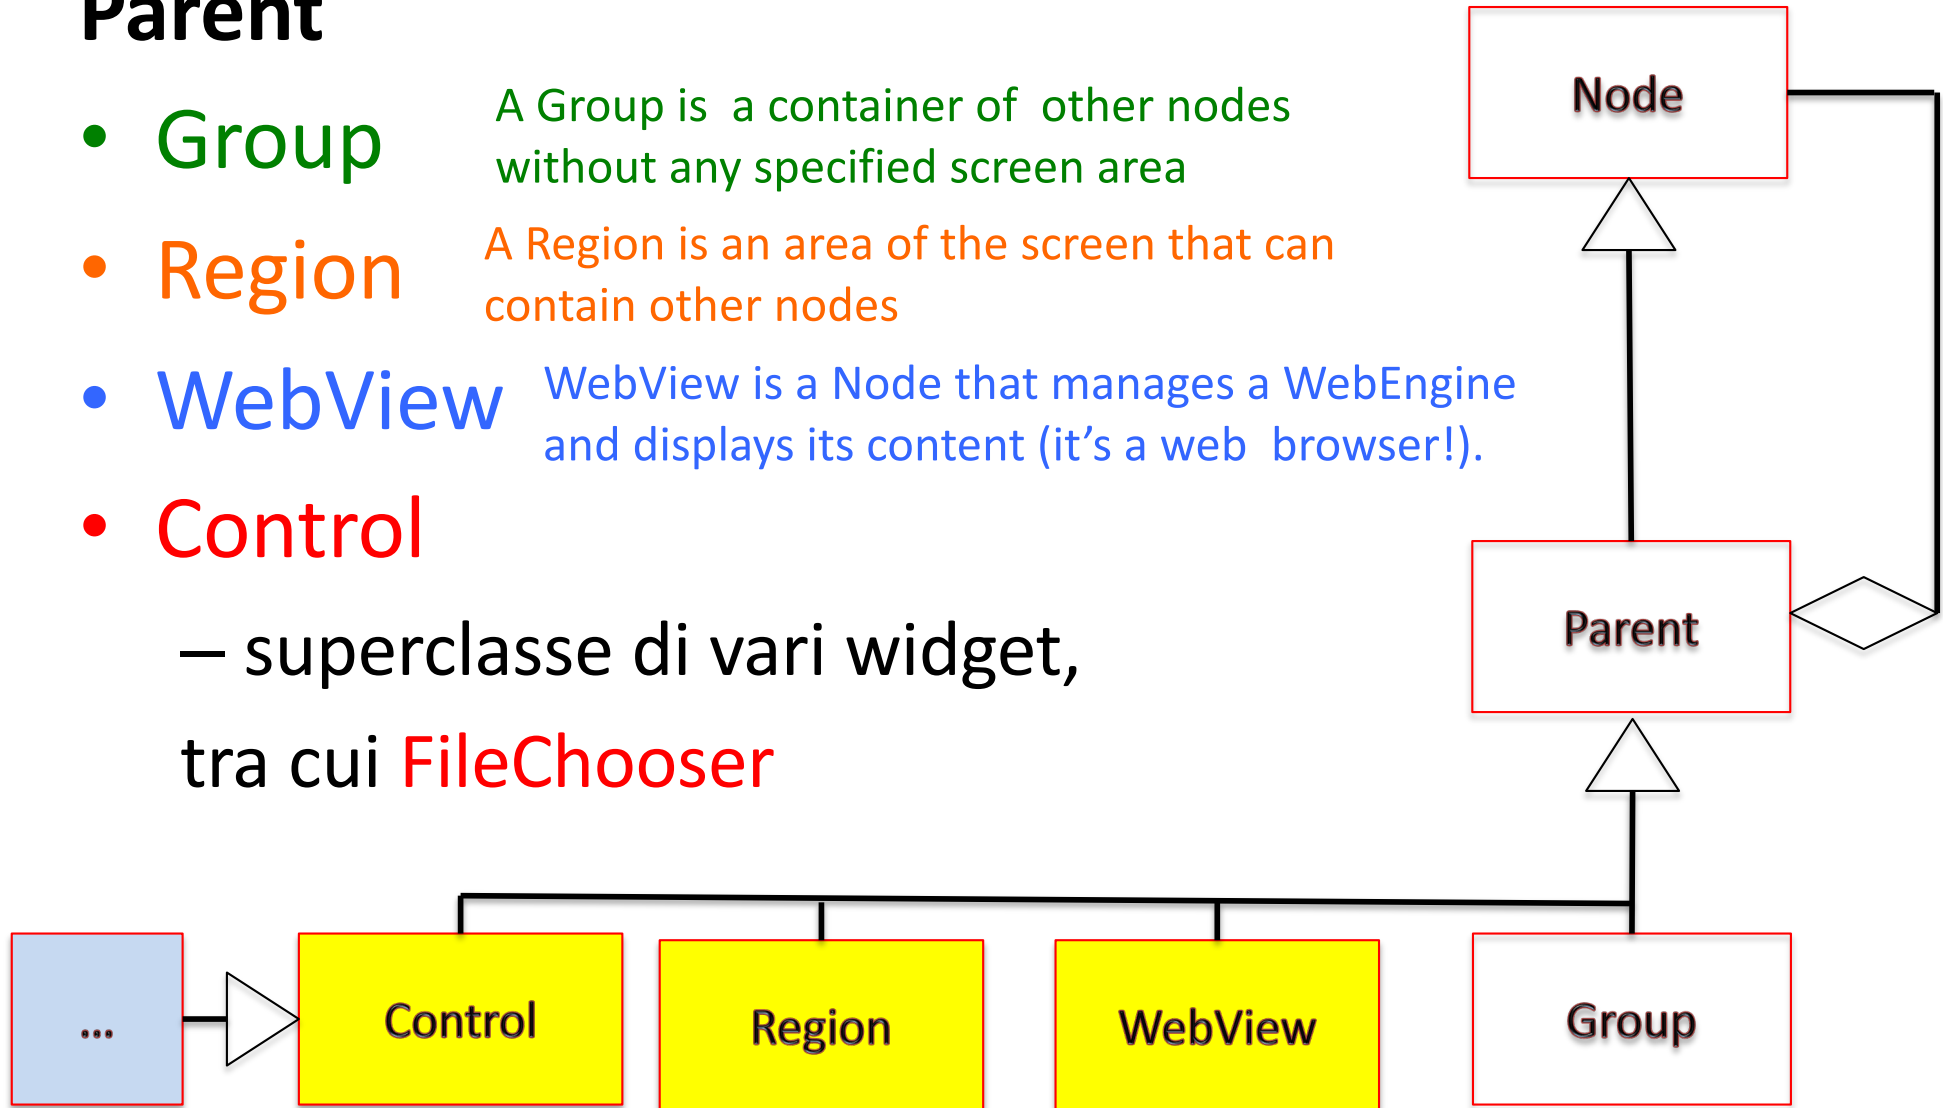 Parent
• Group
A Group is a container of other nodes
without any specified screen area
• Region
A Region is an area of the screen that can
contain other nodes
• WebView
WebView is a Node that manages a WebEngine
and displays its content (it's a web browser!).
• Control
– superclasse di vari widget,
tra cui FileChooser
Node
Parent
...
Control
Region
WebView
Group